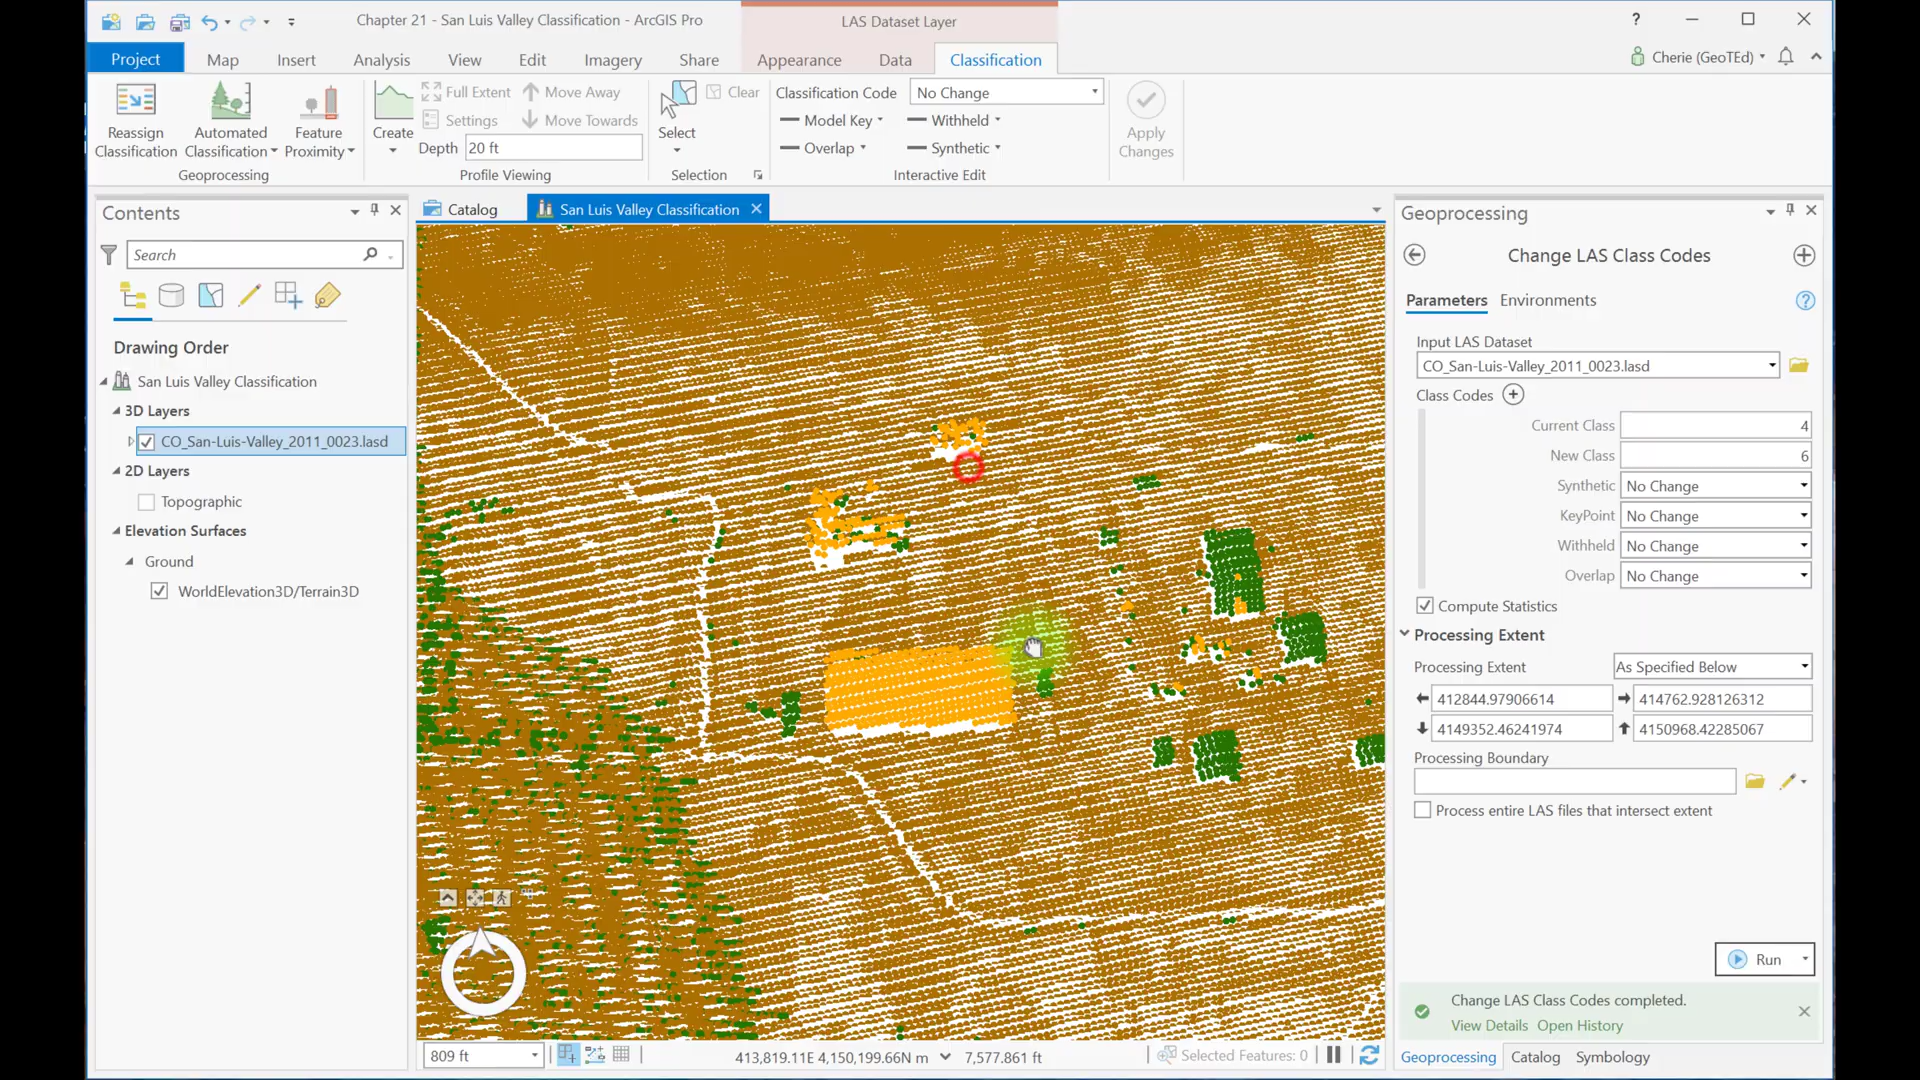 Chapter 21 - San Luis Valley Classification - ArcGIS Pro
LAS Dataset Layer
?
Project
Map
Insert
Analysis
View
Edit
Imagery
Share
Appearance
Data
Classification
Cherie (GeoTEd)
Reassign Classification
Automated Classification
Feature Proximity
Geoprocessing
Create
Full Extent
Move Away
Settings
Move Towards
Depth 20 ft
Profile Viewing
Select
Clear
Selection
Classification Code No Change
Model Key
Withheld
Overlap
Synthetic
Interactive Edit
Apply Changes
Contents
Search
Drawing Order
San Luis Valley Classification
3D Layers
CO_San-Luis-Valley_2011_0023.lasd
2D Layers
Topographic
Elevation Surfaces
Ground
WorldElevation3D/Terrain3D
Catalog
San Luis Valley Classification
809 ft
413,819.11E 4,150,199.66N m
7,577.861 ft
Selected Features: 0
Geoprocessing
Change LAS Class Codes
Parameters Environments
?
Input LAS Dataset
CO_San-Luis-Valley_2011_0023.lasd
Class Codes
Current Class 4
New Class 6
Synthetic No Change
KeyPoint No Change
Withheld No Change
Overlap No Change
Compute Statistics
Processing Extent
Processing Extent As Specified Below
412844.97906614 414762.928126312
4149352.46241974 4150968.42285067
Processing Boundary
Process entire LAS files that intersect extent
Run
Change LAS Class Codes completed.
View Details Open History
Geoprocessing Catalog Symbology